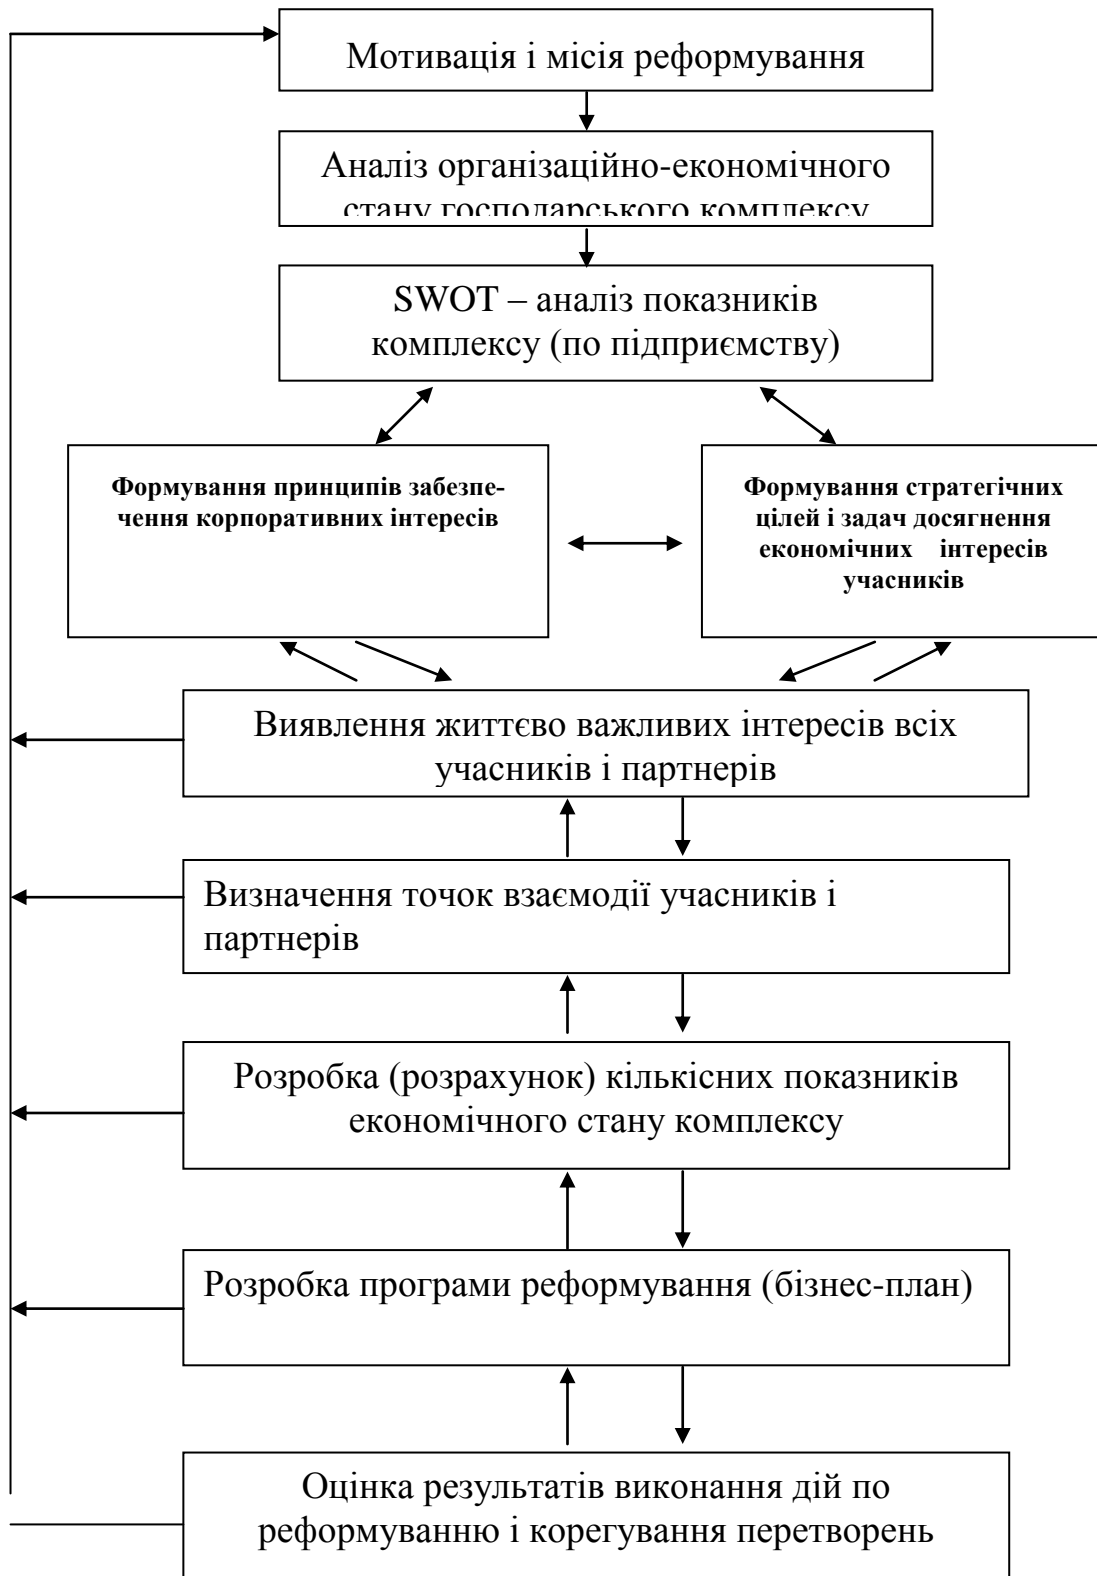 Мотивація і місія реформування
Аналіз організаційно-економічного
стану господарського комплексу
SWOT – аналіз показників
комплексу (по підприємству)
Формування принципів забезпе-
чення корпоративних інтересів
Формування стратегічних
цілей і задач досягнення
економічних інтересів
учасників
Виявлення життєво важливих інтересів всіх
учасників і партнерів
Визначення точок взаємодії учасників і
партнерів
Розробка (розрахунок) кількісних показників
економічного стану комплексу
Розробка програми реформування (бізнес-план)
Оцінка результатів виконання дій по
реформуванню і корегування перетворень